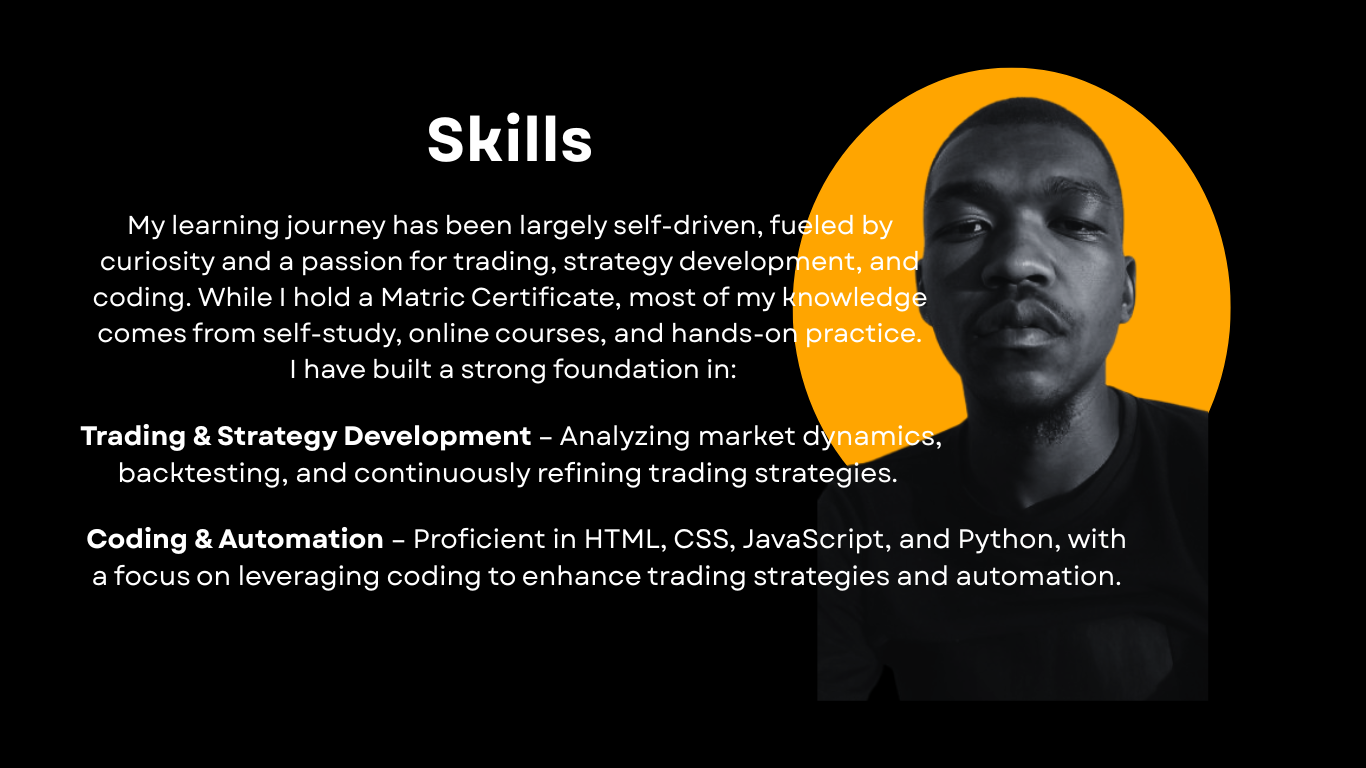 Skills
My learning journey has been largely self-driven, fueled by
curiosity and a passion for trading, strategy development, and
coding. While I hold a Matric Certificate, most of my knowledge
comes from self-study, online courses, and hands-on practice.
I have built a strong foundation in:
Trading & Strategy Development – Analyzing market dynamics,
backtesting, and continuously refining trading strategies.
Coding & Automation – Proficient in HTML, CSS, JavaScript, and Python, with
a focus on leveraging coding to enhance trading strategies and automation.